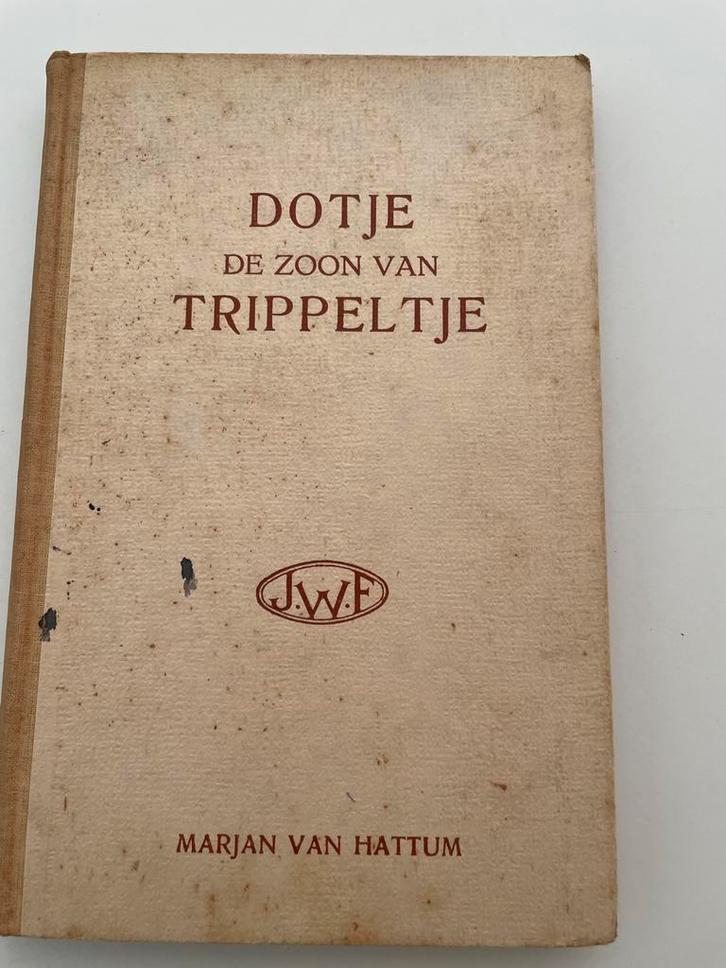 DOTJE
DE ZOON VAN
TRIPPELTJE
J.W.F
MARJAN VAN HATTUM